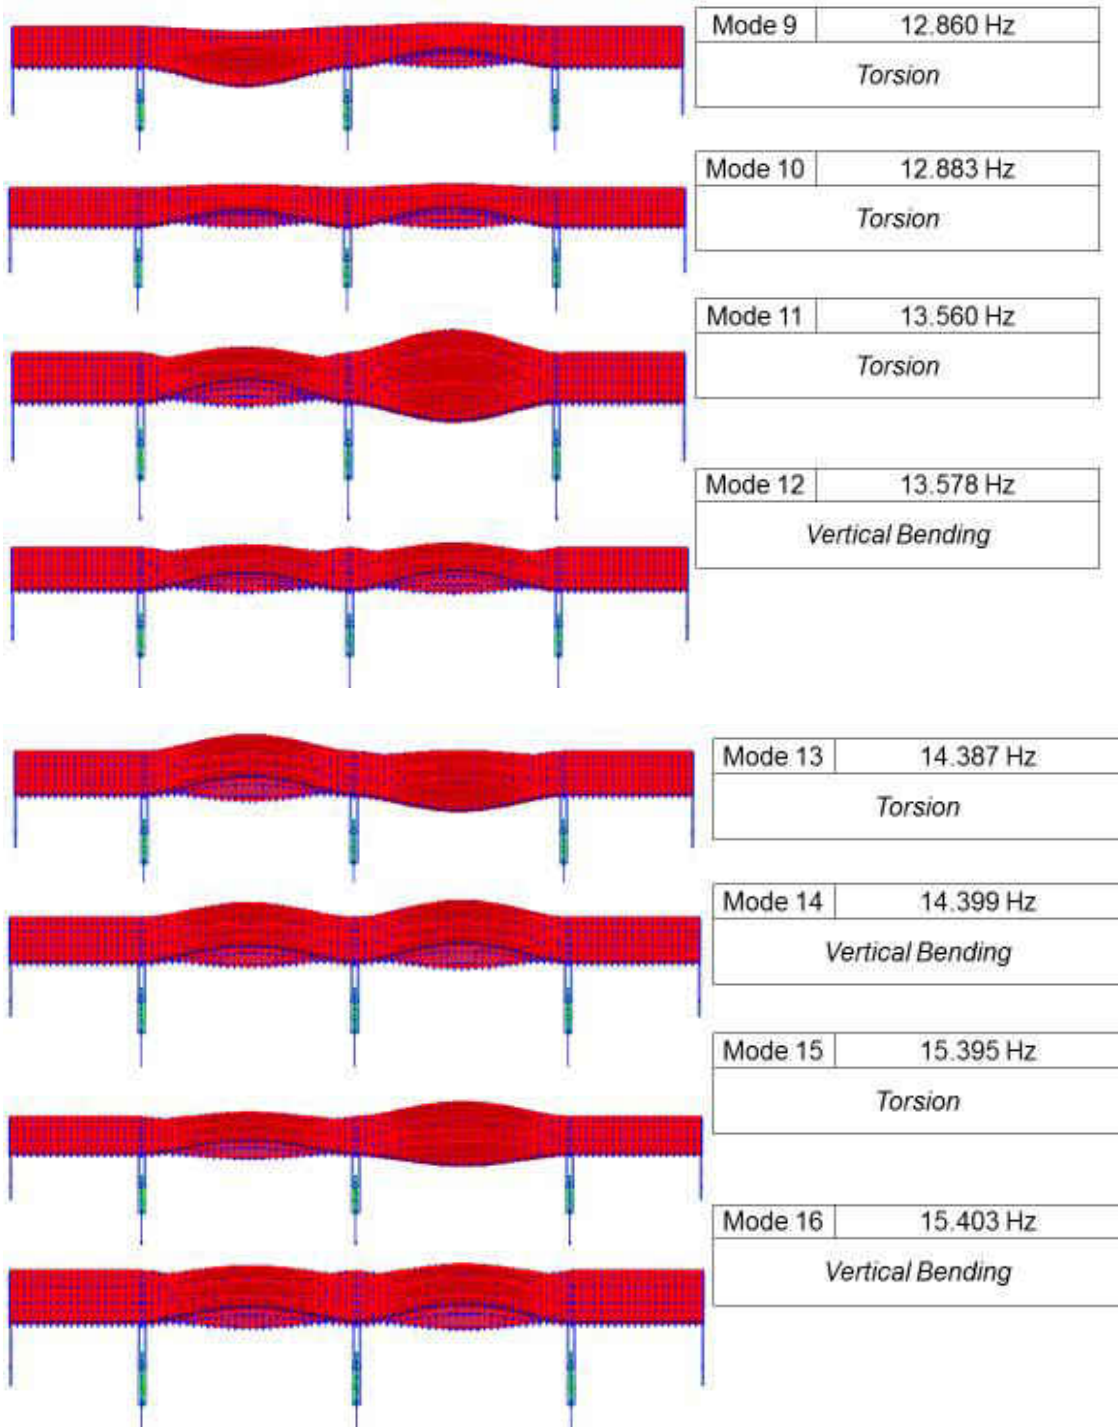 Mode 9 12.860 Hz
Torsion
Mode 10 12.883 Hz
Torsion
Mode 11 13.560 Hz
Torsion
Mode 12 13.578 Hz
Vertical Bending
Mode 13 14.387 Hz
Torsion
Mode 14 14.399 Hz
Vertical Bending
Mode 15 15.395 Hz
Torsion
Mode 16 15.403 Hz
Vertical Bending